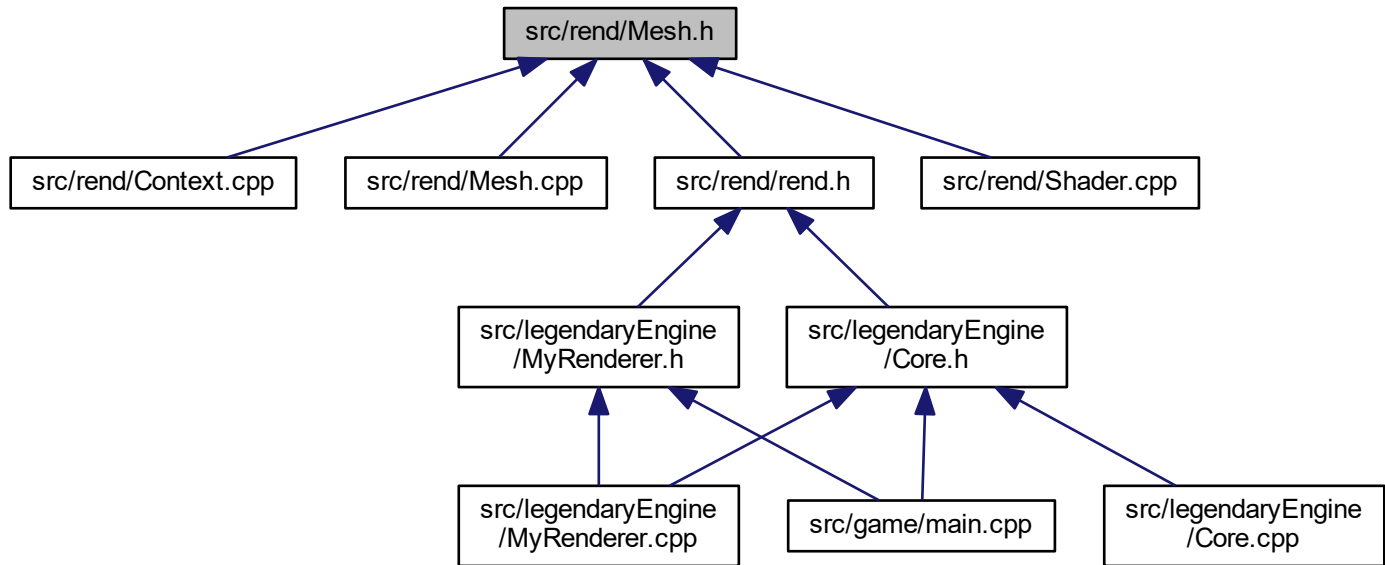 src/rend/Mesh.h
src/rend/Context.cpp
src/rend/Mesh.cpp
src/rend/rend.h
src/rend/Shader.cpp
src/legendaryEngine
/MyRenderer.h
src/legendaryEngine
/Core.h
src/legendaryEngine
/MyRenderer.cpp
src/game/main.cpp
src/legendaryEngine
/Core.cpp